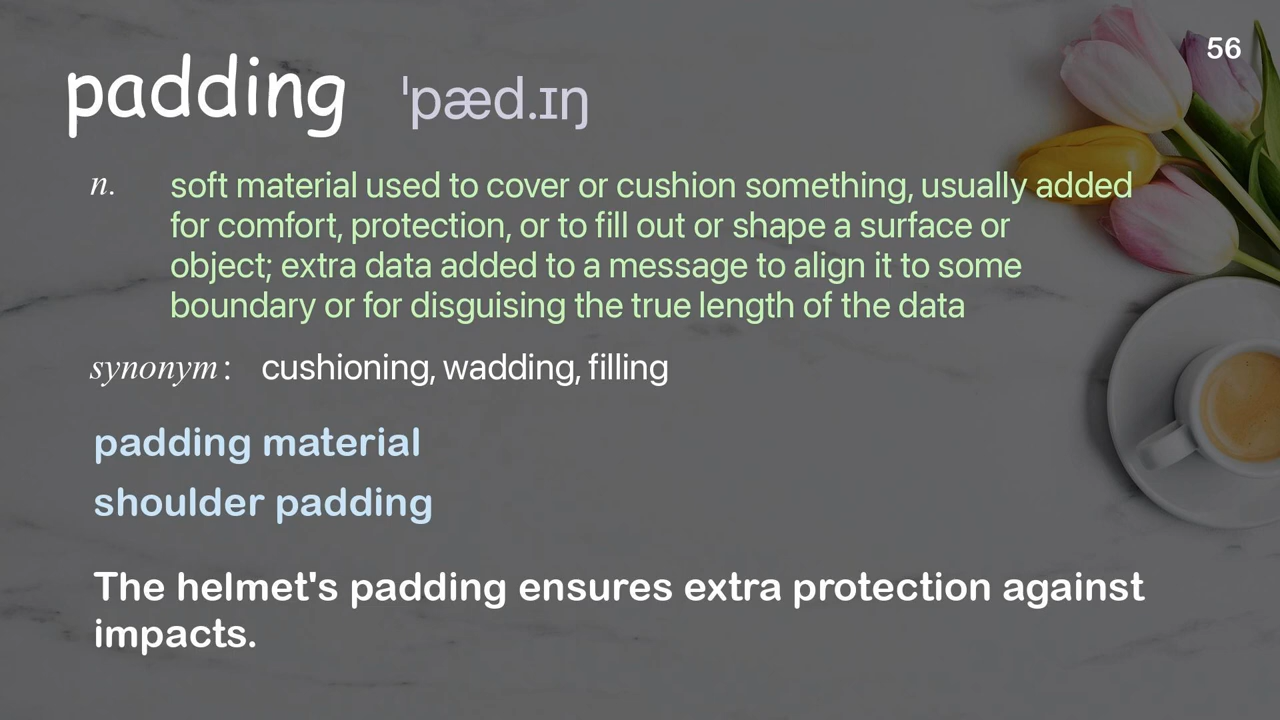 56
padding ˈpæd.ɪŋ
n. soft material used to cover or cushion something, usually added
for comfort, protection, or to fill out or shape a surface or
object; extra data added to a message to align it to some
boundary or for disguising the true length of the data
synonym: cushioning, wadding, filling
padding material
shoulder padding
The helmet's padding ensures extra protection against
impacts.